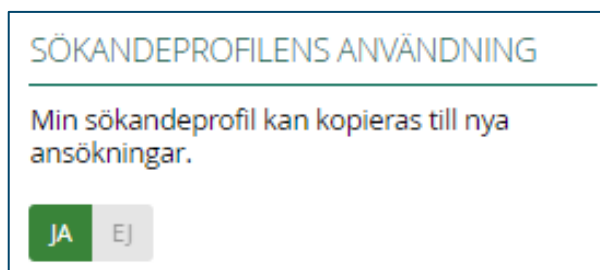 SÖKANDEPROFILENS ANVÄNDNING
Min sökandeprofil kan kopieras till nya
ansökningar.
JA EJ